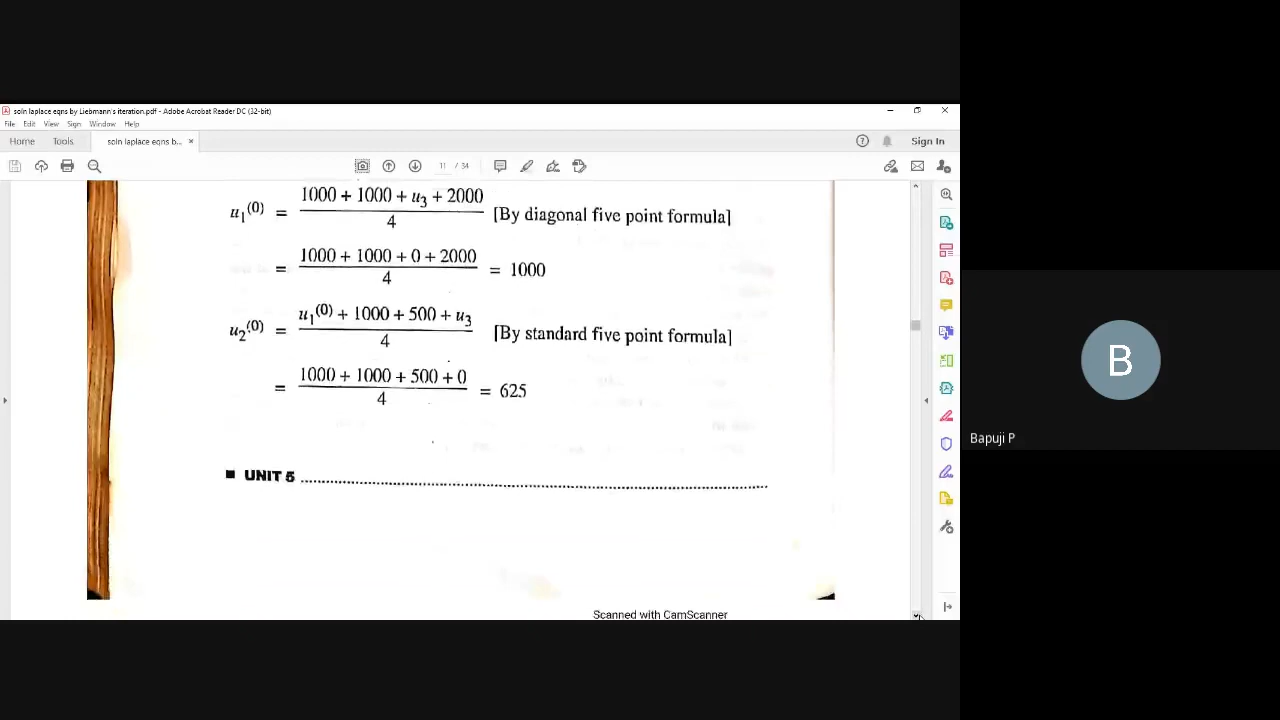 soln laplace eqns by Liebmann's iteration.pdf - Adobe Acrobat Reader DC (32-bit)
File Edit View Sign Window Help
Home Tools soln laplace eqns b... × Sign In
11 / 34
u₁⁽⁰⁾ = (1000 + 1000 + u₃ + 2000) / 4 [By diagonal five point formula]
= (1000 + 1000 + 0 + 2000) / 4 = 1000
u₂⁽⁰⁾ = (u₁⁽⁰⁾ + 1000 + 500 + u₃) / 4 [By standard five point formula]
= (1000 + 1000 + 500 + 0) / 4 = 625
■ UNIT 5 ........................................
Scanned with CamScanner
B
Bapuji P